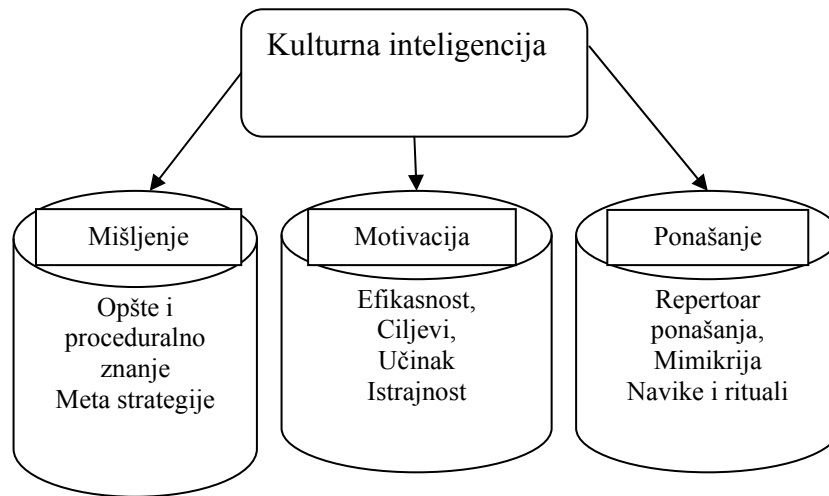 Kulturna inteligencija
Mišljenje
Opšte i
proceduralno
znanje
Meta strategije
Motivacija
Efikasnost,
Ciljevi,
Učinak
Istrajnost
Ponašanje
Repertoar
ponašanja,
Mimikrija
Navike i rituali